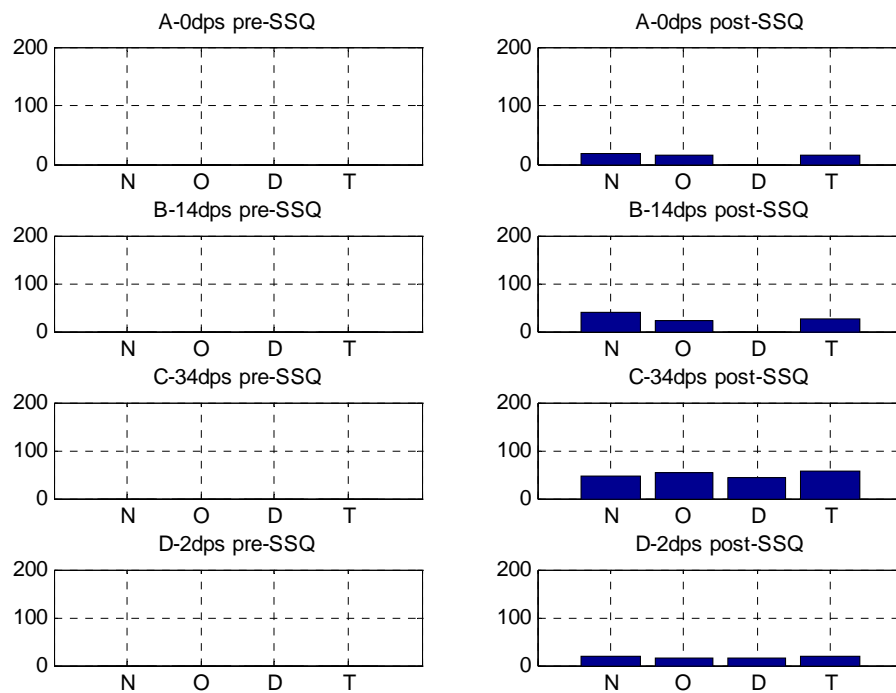 A-0dps pre-SSQ
200
100
0
N O D T
A-0dps post-SSQ
200
100
0
N O D T
B-14dps pre-SSQ
200
100
0
N O D T
B-14dps post-SSQ
200
100
0
N O D T
C-34dps pre-SSQ
200
100
0
N O D T
C-34dps post-SSQ
200
100
0
N O D T
D-2dps pre-SSQ
200
100
0
N O D T
D-2dps post-SSQ
200
100
0
N O D T